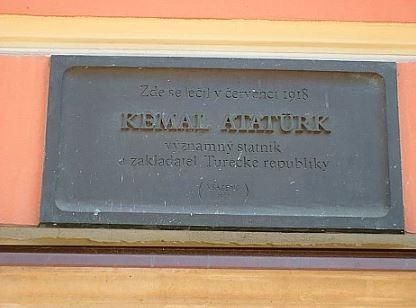 Zde se léčil v červenci 1918
KEMAL ATATÜRK
významný státník
a zakladatel Turecké republiky